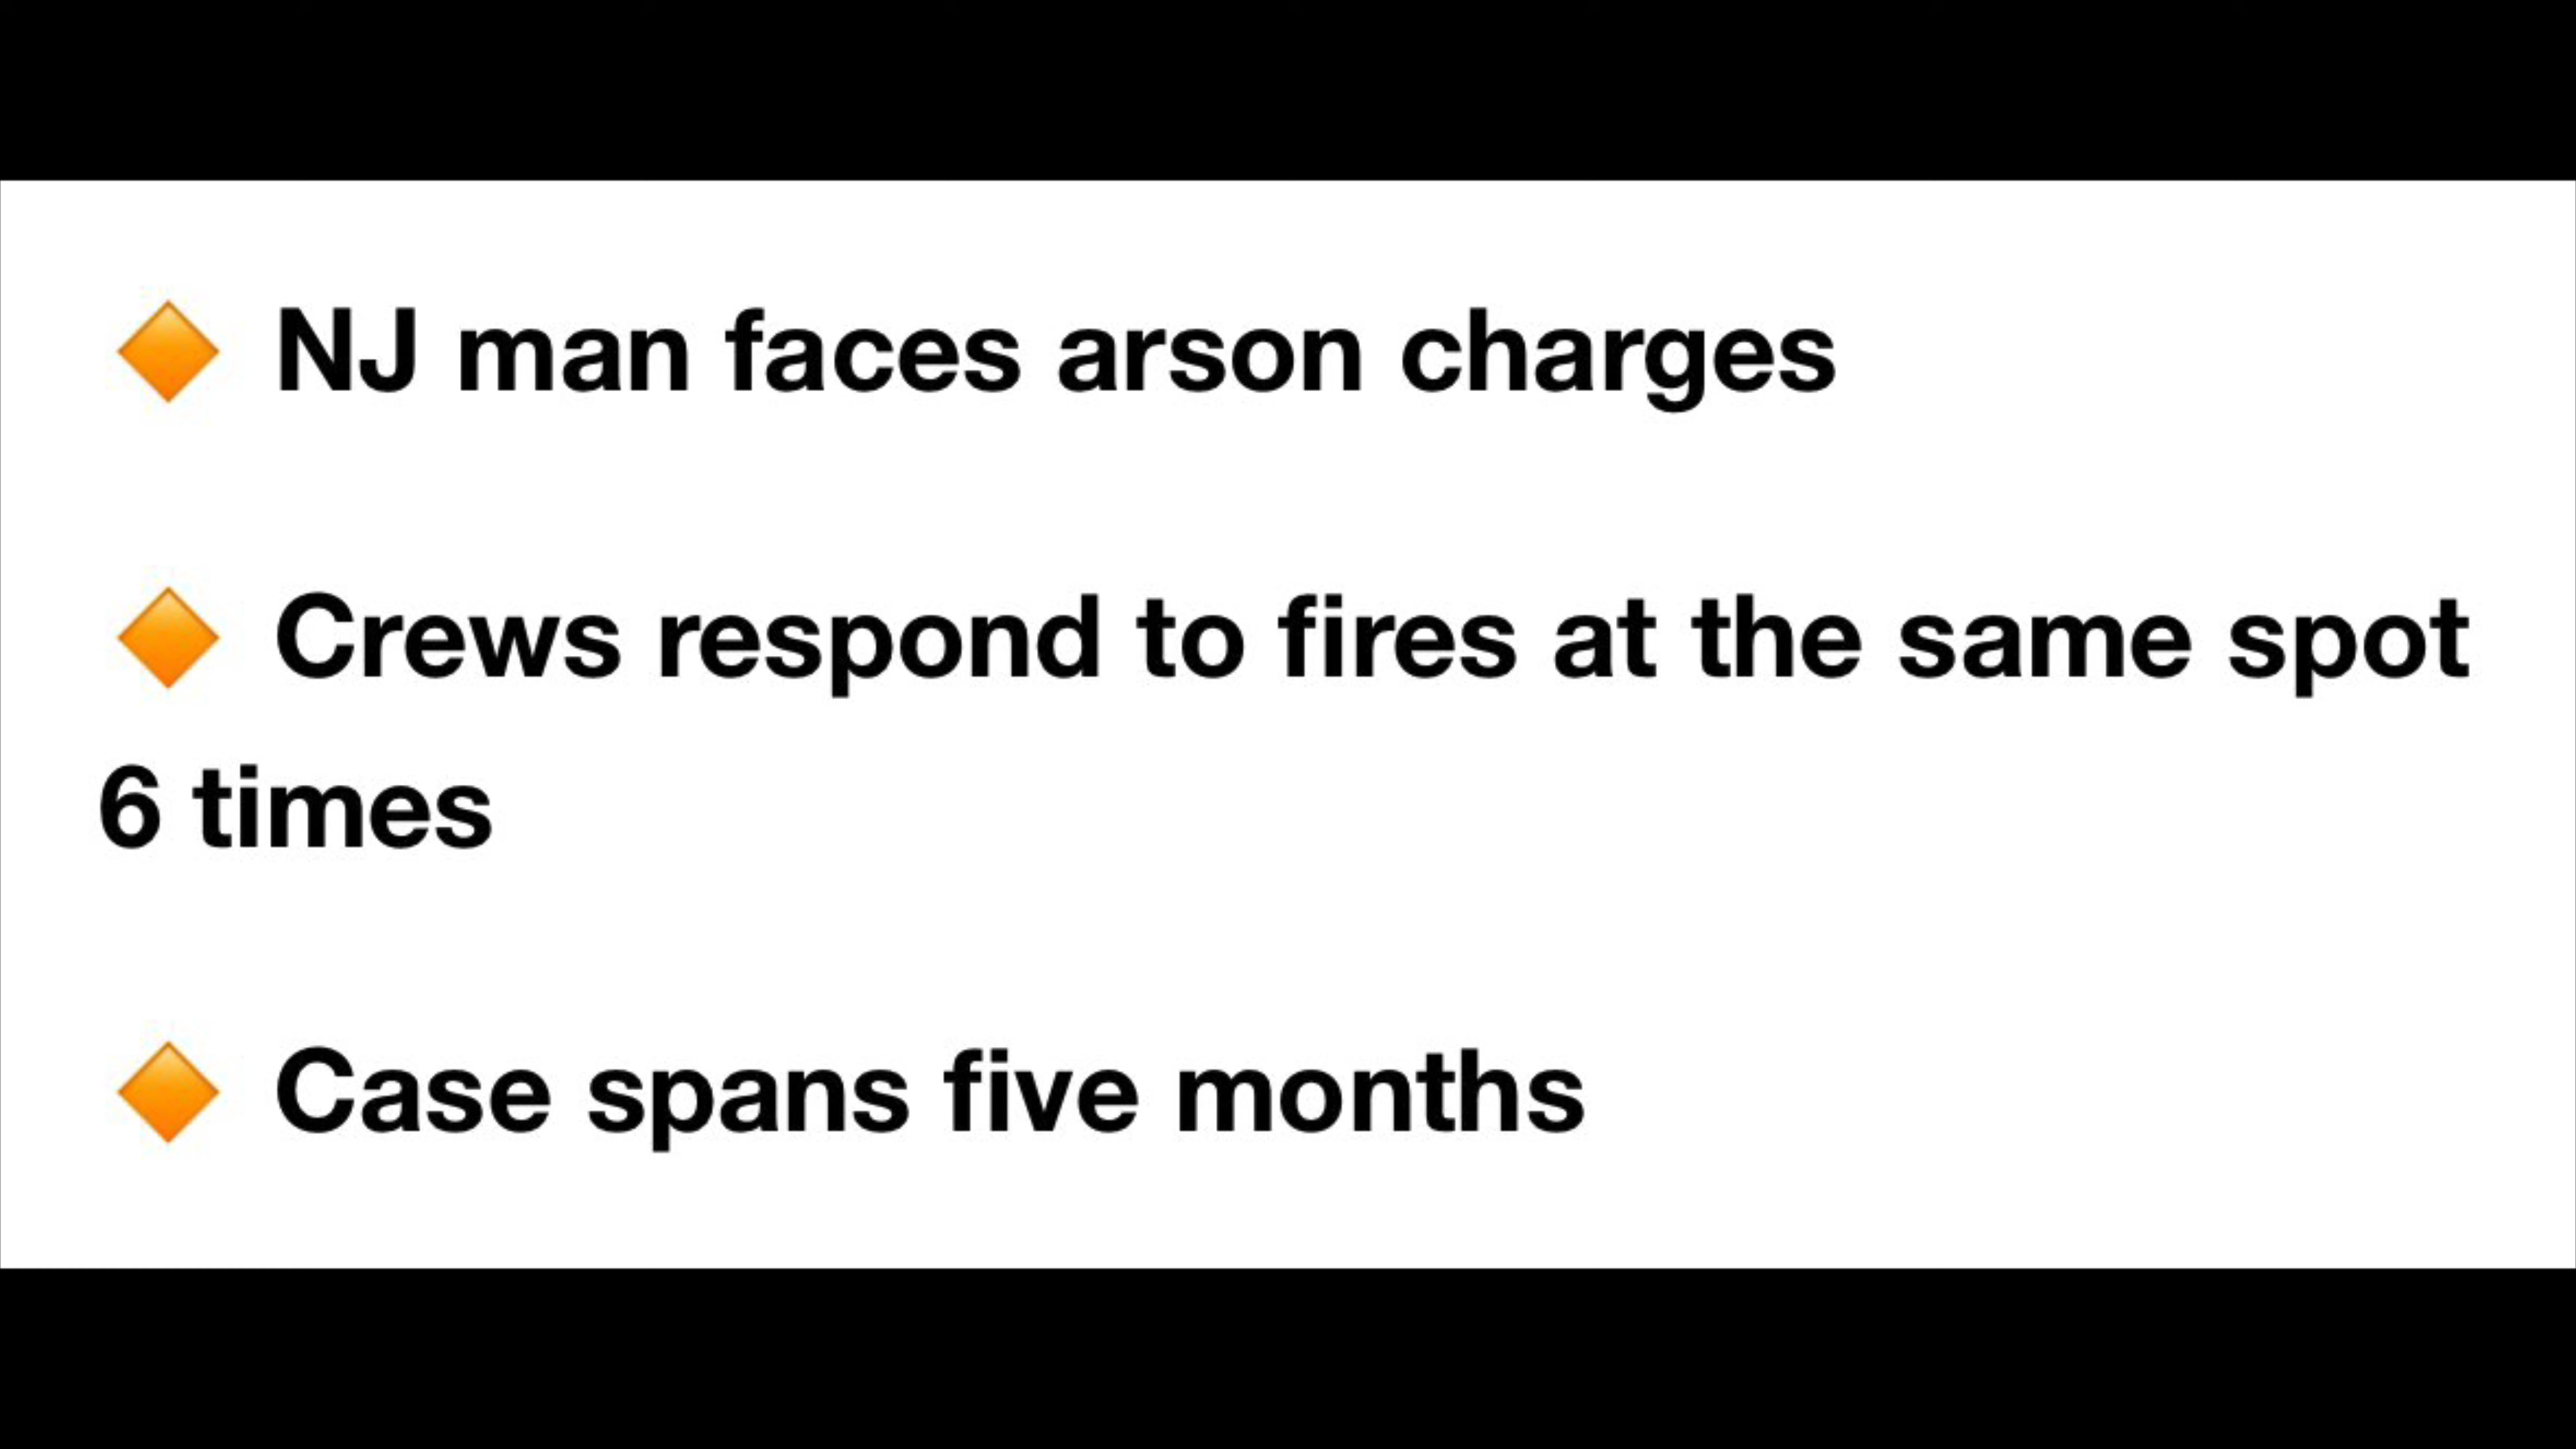 🔶 NJ man faces arson charges
🔶 Crews respond to fires at the same spot
6 times
🔶 Case spans five months